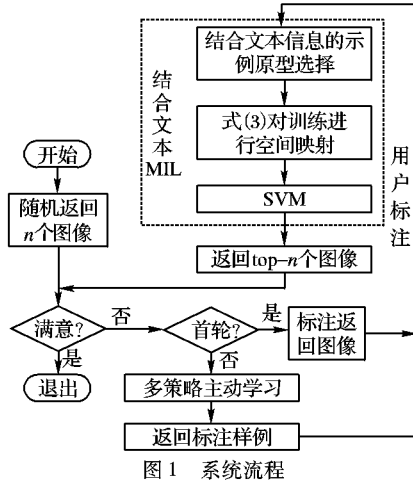 结合文本信息的示
例原型选择
结合文本
MIL
式(3)对训练进
行空间映射
用户标注
SVM
开始
随机返回
n个图像
返回top-n个图像
满意?
否
首轮?
是
标注返
回图像
是
否
退出
多策略主动学习
返回标注样例
图1 系统流程